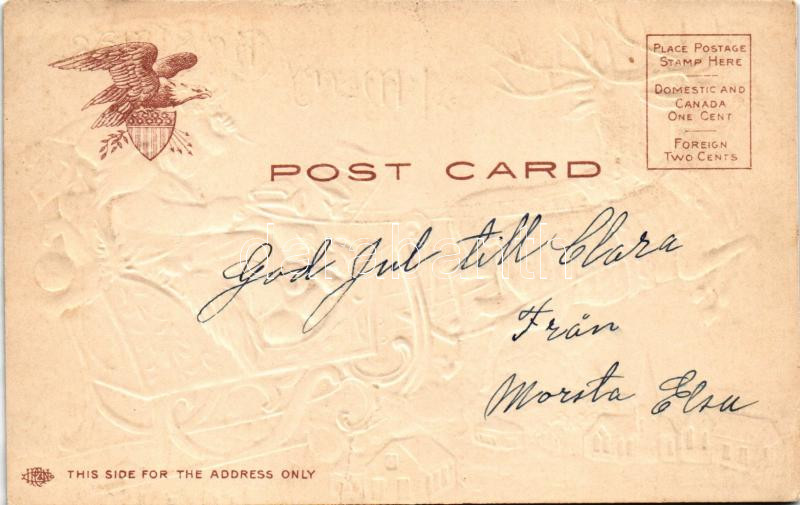 PLACE POSTAGE
STAMP HERE
DOMESTIC AND
CANADA
ONE CENT
FOREIGN
TWO CENTS
POST CARD
God Jul till Clara
Från
Morsta Elsa
THIS SIDE FOR THE ADDRESS ONLY